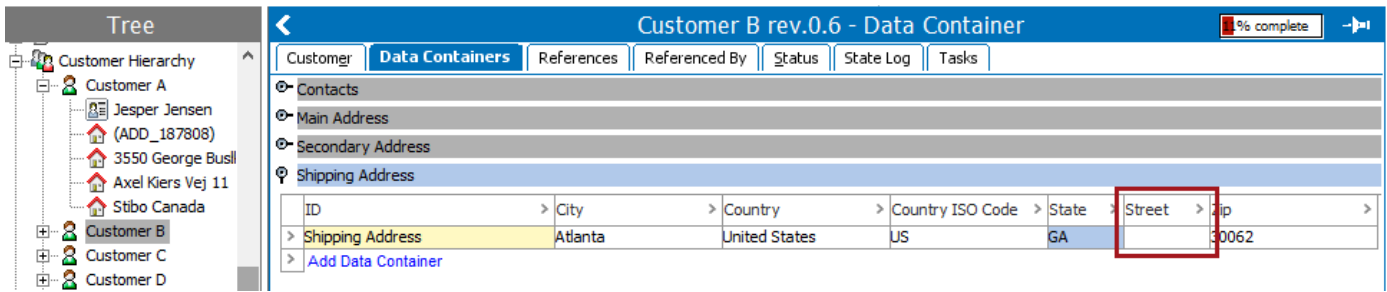 Tree
Customer B rev.0.6 - Data Container
11% complete
Customer Hierarchy
Customer A
Jesper Jensen
(ADD_187808)
3550 George Busll
Axel Kiers Vej 11
Stibo Canada
Customer B
Customer C
Customer D
Customer Data Containers References Referenced By Status State Log Tasks
Contacts
Main Address
Secondary Address
Shipping Address
ID > City > Country > Country ISO Code > State > Street > Zip >
> Shipping Address Atlanta United States US GA 30062
> Add Data Container